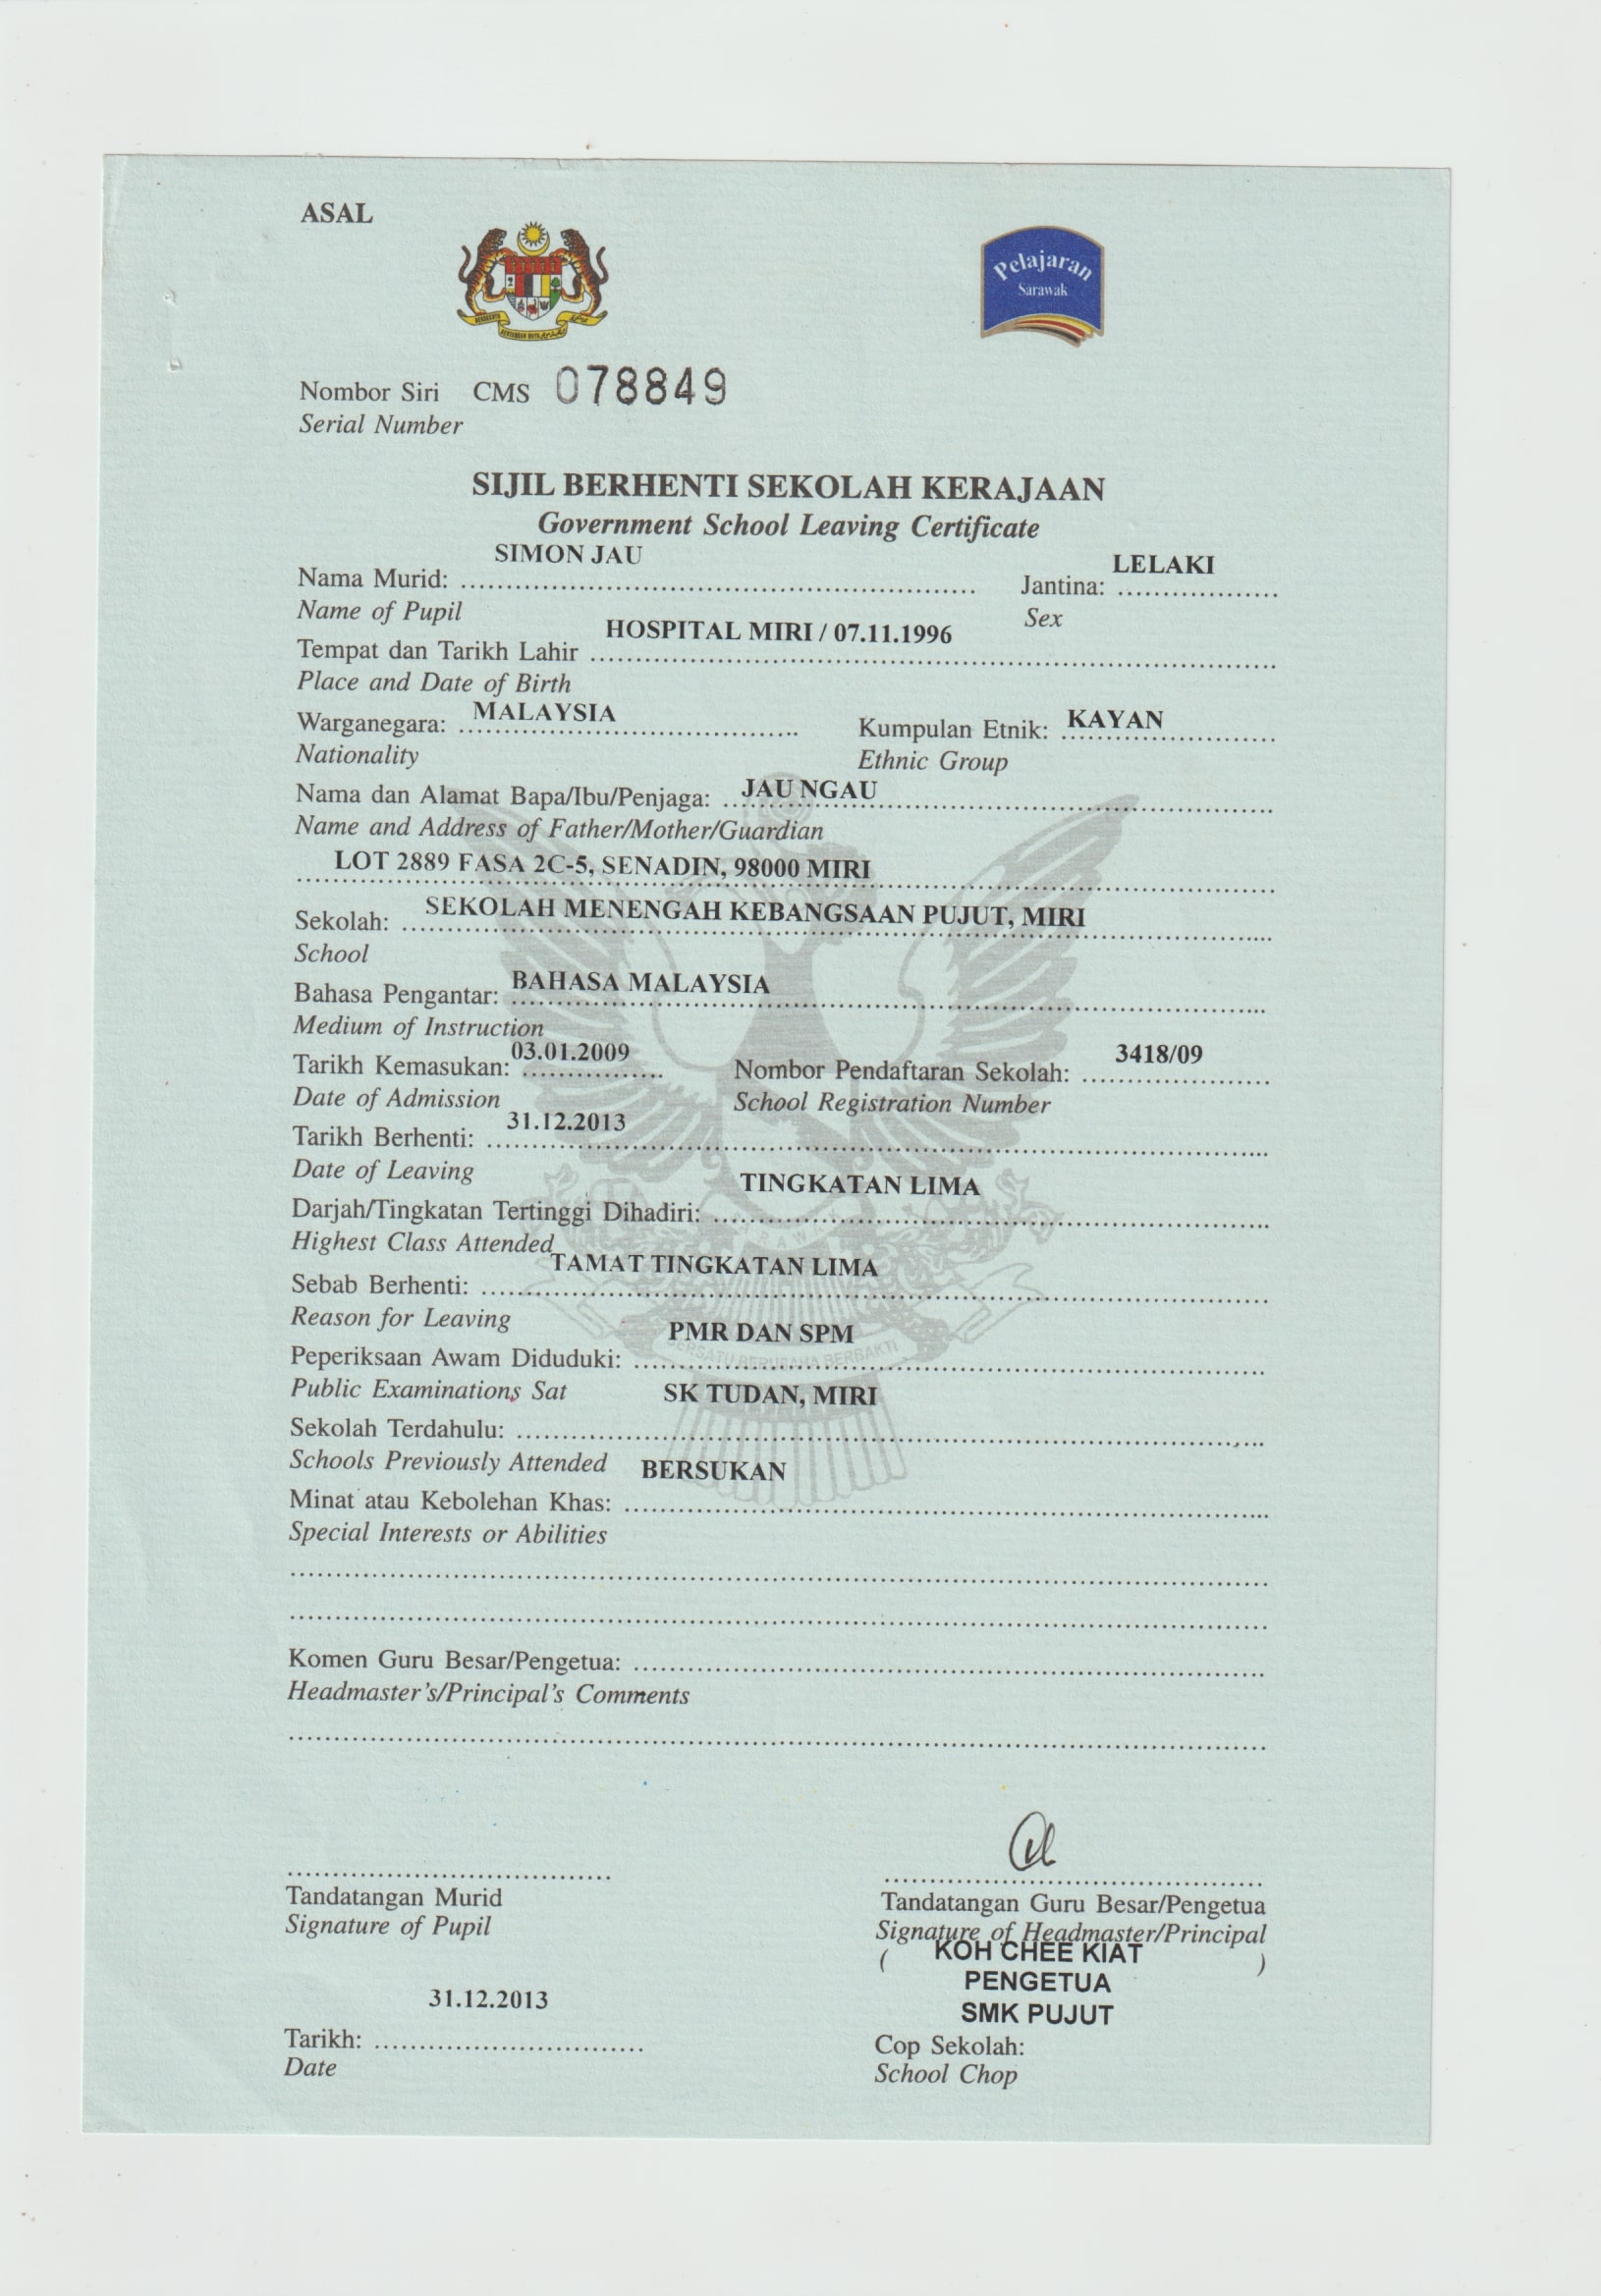 ASAL
Pelajaran
Sarawak
Nombor Siri CMS 078849
Serial Number
SIJIL BERHENTI SEKOLAH KERAJAAN
Government School Leaving Certificate
Nama Murid: SIMON JAU Jantina: LELAKI
Name of Pupil Sex
Tempat dan Tarikh Lahir HOSPITAL MIRI / 07.11.1996
Place and Date of Birth
Warganegara: MALAYSIA Kumpulan Etnik: KAYAN
Nationality Ethnic Group
Nama dan Alamat Bapa/Ibu/Penjaga: JAU NGAU
Name and Address of Father/Mother/Guardian
LOT 2889 FASA 2C-5, SENADIN, 98000 MIRI
Sekolah: SEKOLAH MENENGAH KEBANGSAAN PUJUT, MIRI
School
Bahasa Pengantar: BAHASA MALAYSIA
Medium of Instruction
Tarikh Kemasukan: 03.01.2009 Nombor Pendaftaran Sekolah: 3418/09
Date of Admission School Registration Number
Tarikh Berhenti: 31.12.2013
Date of Leaving
Darjah/Tingkatan Tertinggi Dihadiri: TINGKATAN LIMA
Highest Class Attended
Sebab Berhenti: TAMAT TINGKATAN LIMA
Reason for Leaving
Peperiksaan Awam Diduduki: PMR DAN SPM
BERSATU BERUSAHA BERBAKTI
Public Examinations Sat
Sekolah Terdahulu: SK TUDAN, MIRI
Schools Previously Attended
Minat atau Kebolehan Khas: BERSUKAN
Special Interests or Abilities
Komen Guru Besar/Pengetua:
Headmaster's/Principal's Comments
Tandatangan Murid Tandatangan Guru Besar/Pengetua
Signature of Pupil Signature of Headmaster/Principal
( KOH CHEE KIAT )
PENGETUA
31.12.2013 SMK PUJUT
Tarikh: Cop Sekolah:
Date School Chop